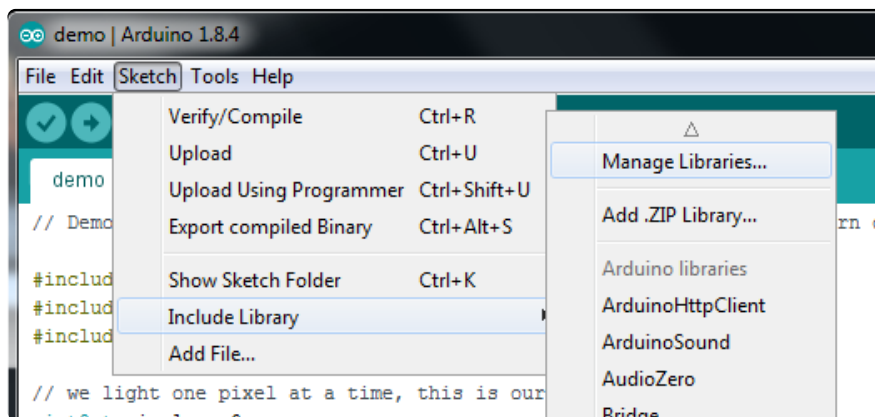 demo | Arduino 1.8.4
File Edit Sketch Tools Help
Verify/Compile Ctrl+R
Upload Ctrl+U
Upload Using Programmer Ctrl+Shift+U
Export compiled Binary Ctrl+Alt+S
Show Sketch Folder Ctrl+K
Include Library
Add File...
Manage Libraries...
Add .ZIP Library...
Arduino libraries
ArduinoHttpClient
ArduinoSound
AudioZero
Bridge
demo
// Demo
#includ
#includ
#includ
// we light one pixel at a time, this is our